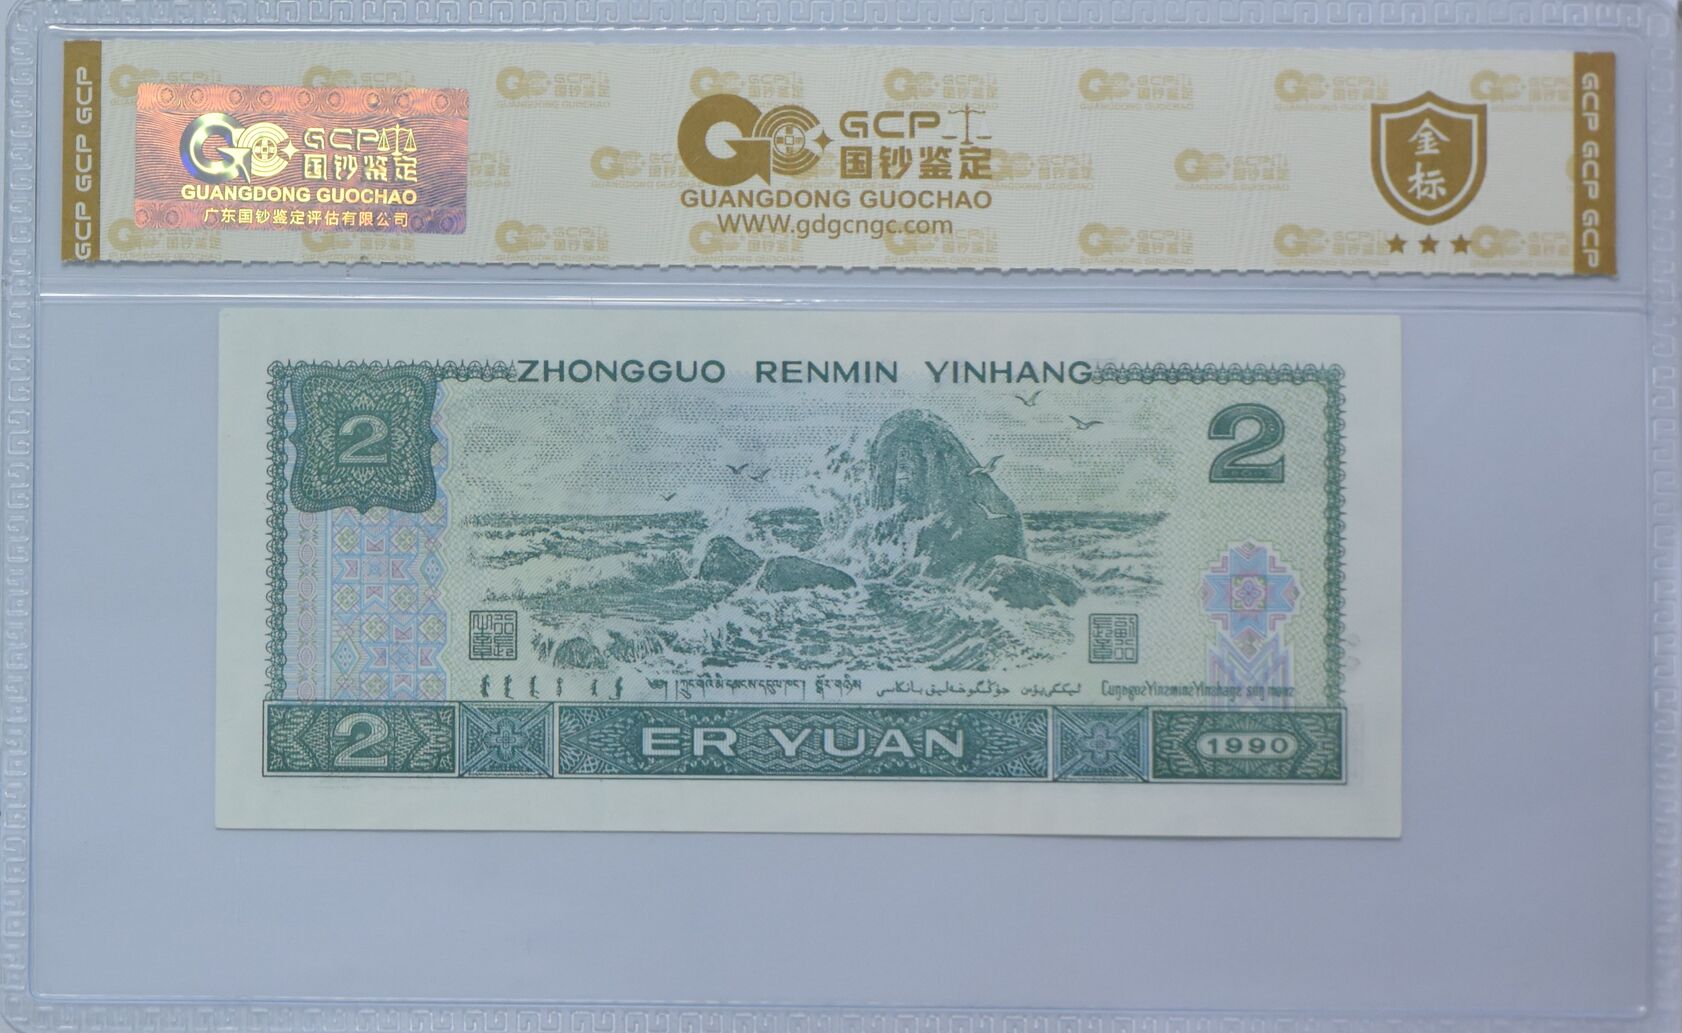 GCP GCP GCP
GCP
国钞鉴定
GUANGDONG GUOCHAO
广东国钞鉴定评估有限公司
GCP
国钞鉴定
GUANGDONG GUOCHAO
WWW.gdgcngc.com
金标
GCP GCP GCP
ZHONGGUO RENMIN YINHANG
2
2
2
ER YUAN
1990